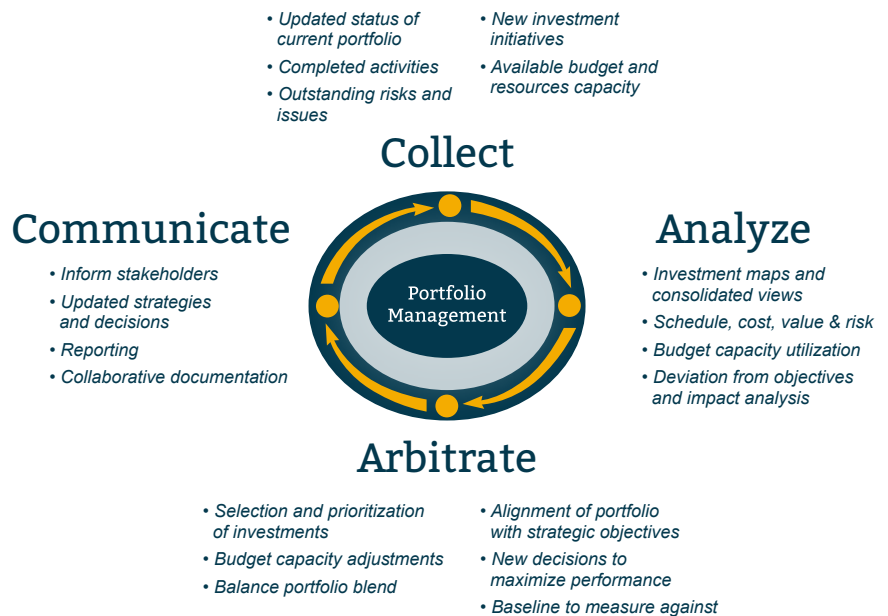 • Updated status of
current portfolio
• Completed activities
• Outstanding risks and
issues
• New investment
initiatives
• Available budget and
resources capacity
Collect
Communicate
• Inform stakeholders
• Updated strategies
and decisions
• Reporting
• Collaborative documentation
Portfolio
Management
Analyze
• Investment maps and
consolidated views
• Schedule, cost, value & risk
• Budget capacity utilization
• Deviation from objectives
and impact analysis
Arbitrate
• Selection and prioritization
of investments
• Budget capacity adjustments
• Balance portfolio blend
• Alignment of portfolio
with strategic objectives
• New decisions to
maximize performance
• Baseline to measure against